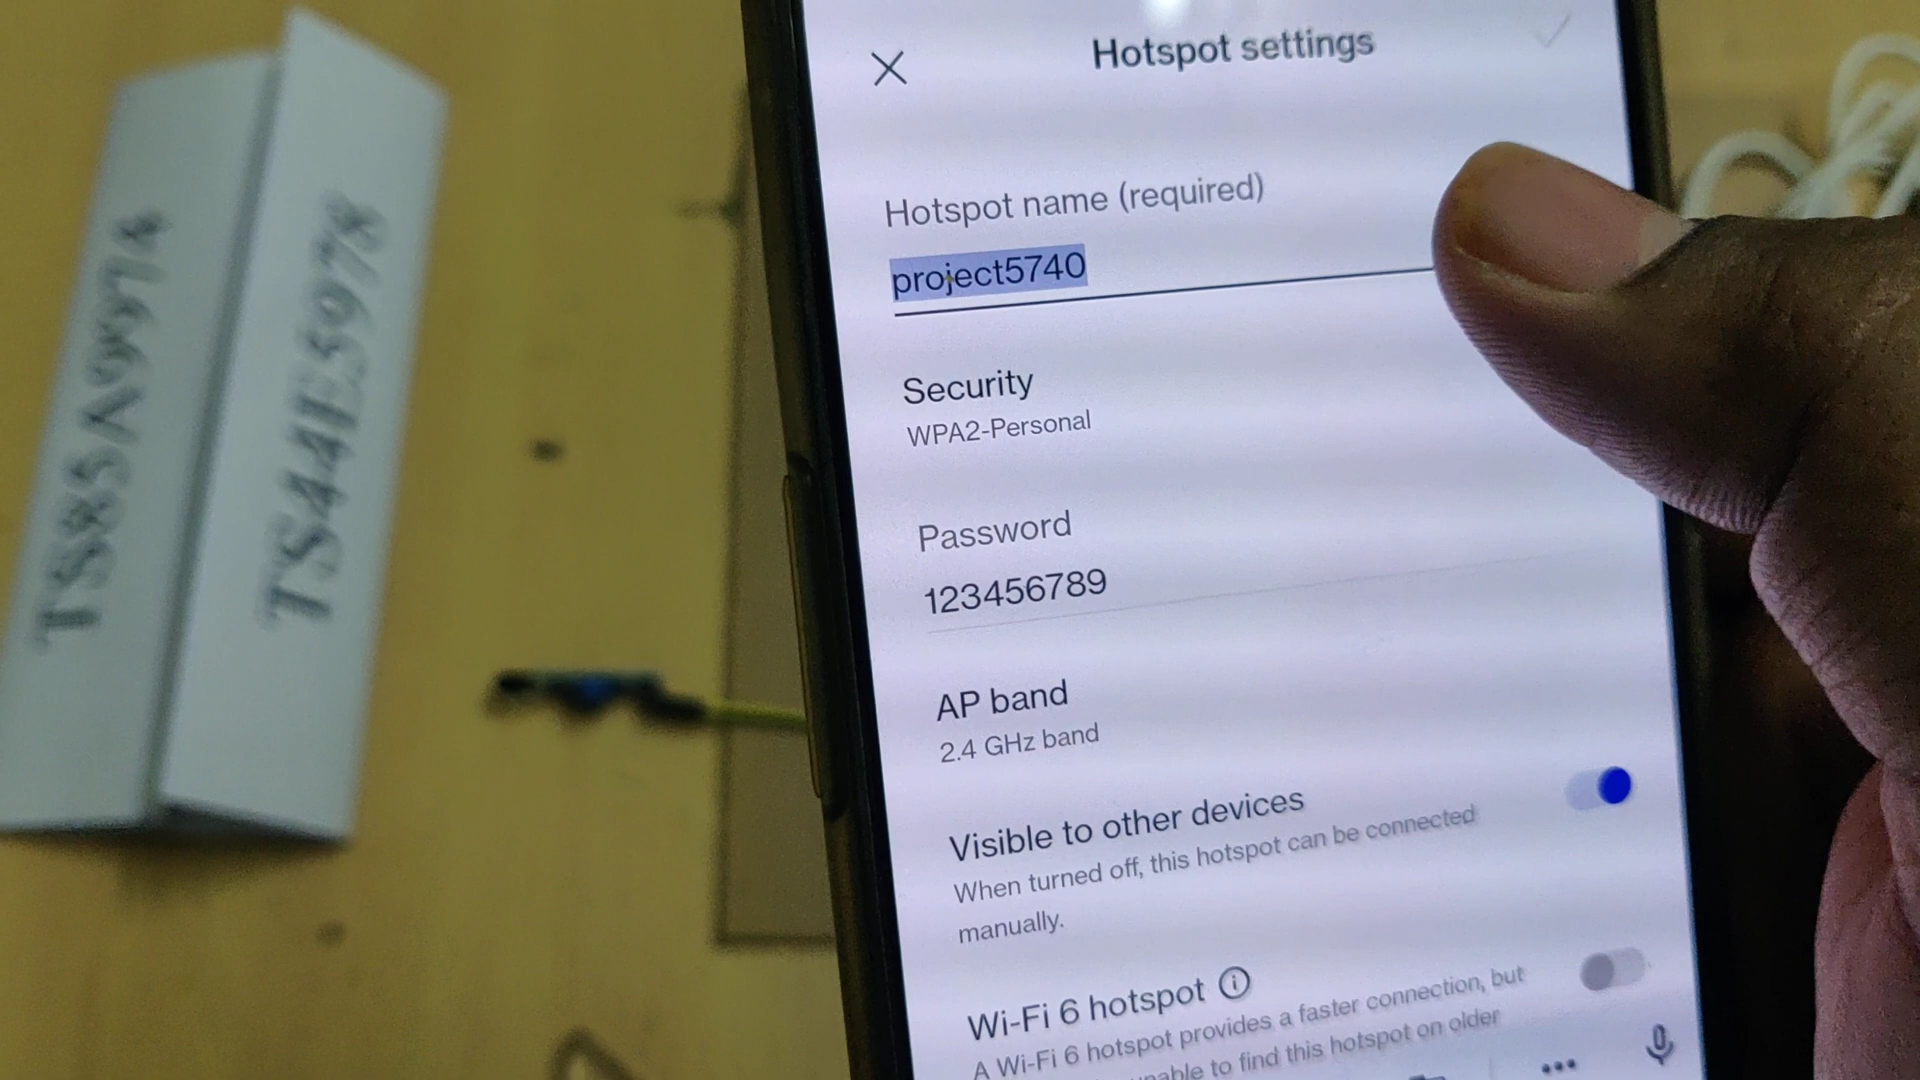 TS44E5978
Hotspot settings
Hotspot name (required)
project5740
Security
WPA2-Personal
Password
123456789
AP band
2.4 GHz band
Visible to other devices
When turned off, this hotspot can be connected
manually.
Wi-Fi 6 hotspot
A Wi-Fi 6 hotspot provides a faster connection, but
to find this hotspot on older